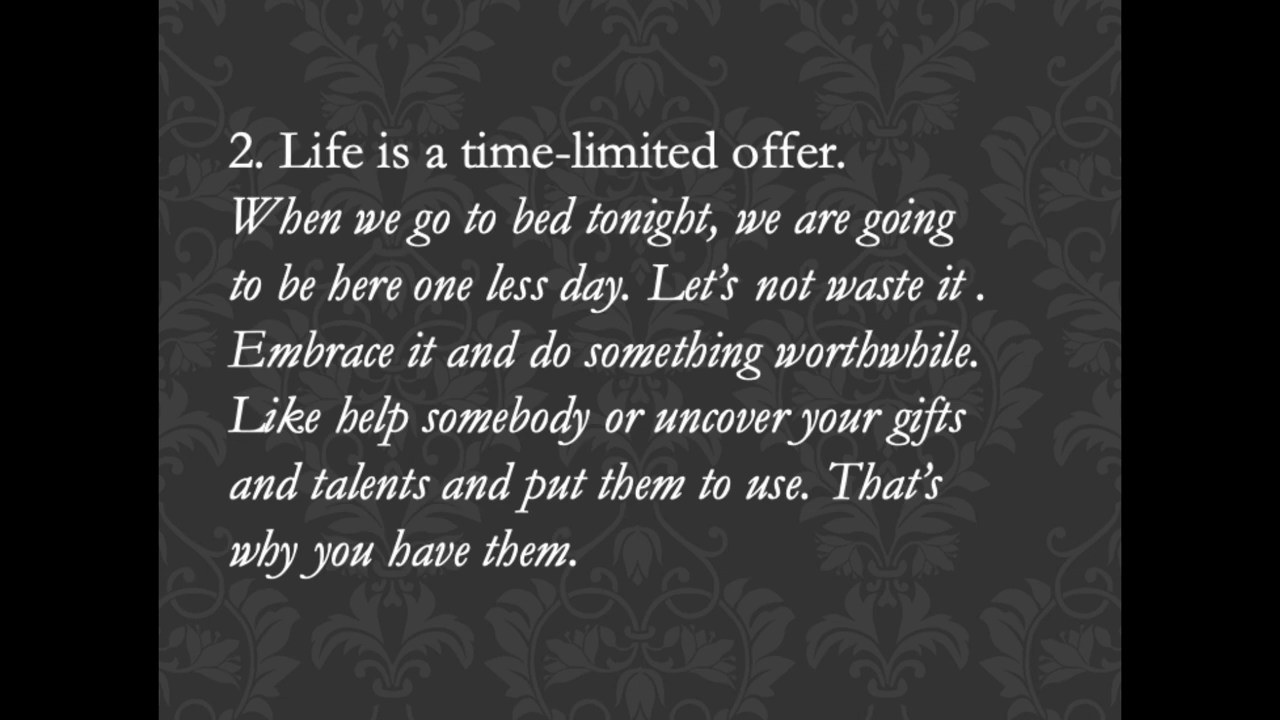 2. Life is a time-limited offer.
When we go to bed tonight, we are going
to be here one less day. Let’s not waste it .
Embrace it and do something worthwhile.
Like help somebody or uncover your gifts
and talents and put them to use. That’s
why you have them.